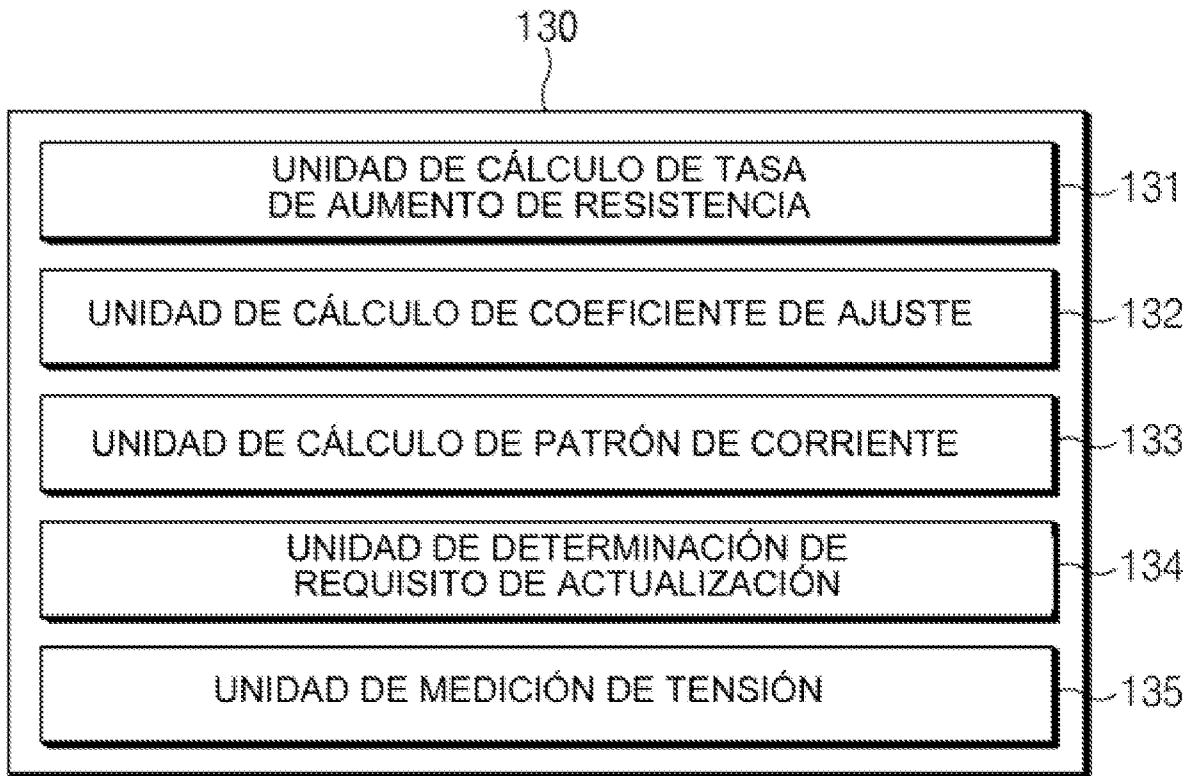 130
UNIDAD DE CÁLCULO DE TASA
DE AUMENTO DE RESISTENCIA
131
UNIDAD DE CÁLCULO DE COEFICIENTE DE AJUSTE
132
UNIDAD DE CÁLCULO DE PATRÓN DE CORRIENTE
133
UNIDAD DE DETERMINACIÓN DE
REQUISITO DE ACTUALIZACIÓN
134
UNIDAD DE MEDICIÓN DE TENSIÓN
135